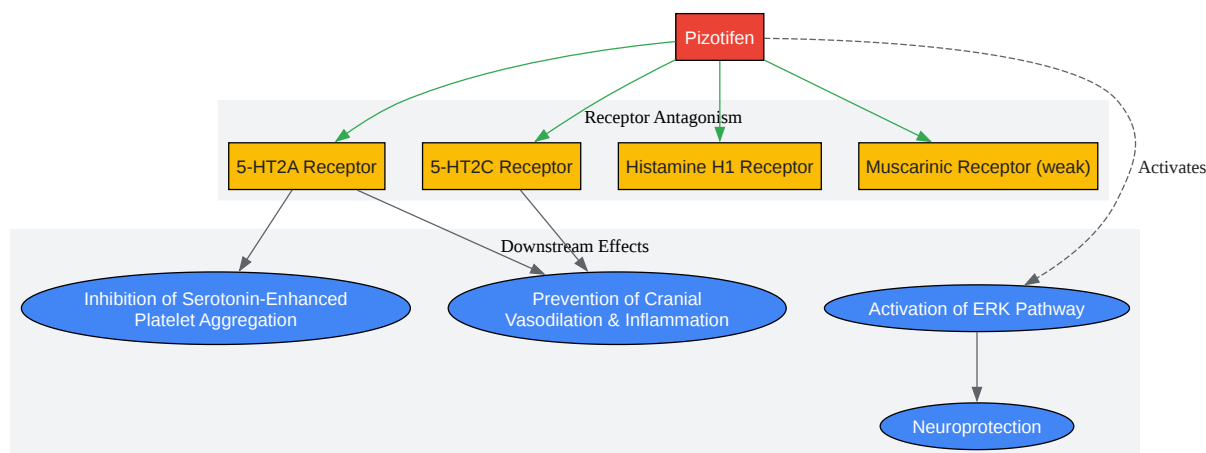 Pizotifen
Receptor Antagonism
5-HT2A Receptor
5-HT2C Receptor
Histamine H1 Receptor
Muscarinic Receptor (weak)
Activates
Downstream Effects
Inhibition of Serotonin-Enhanced
Platelet Aggregation
Prevention of Cranial
Vasodilation & Inflammation
Activation of ERK Pathway
Neuroprotection